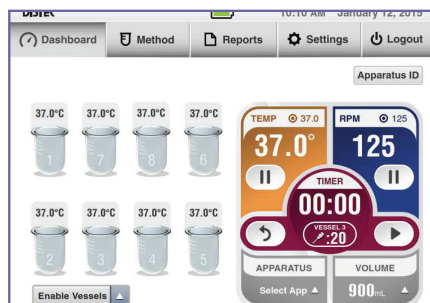 DISTEK 10:10 AM January 12, 2015
Dashboard Method Reports Settings Logout
Apparatus ID
37.0°C 37.0°C 37.0°C 37.0°C
1 7 8 6
37.0°C 37.0°C 37.0°C 37.0°C
2 3 4 5
Enable Vessels
TEMP 37.0 RPM 125
37.0° 125
TIMER
00:00
VESSEL 3
:20
APPARATUS VOLUME
Select App 900mL